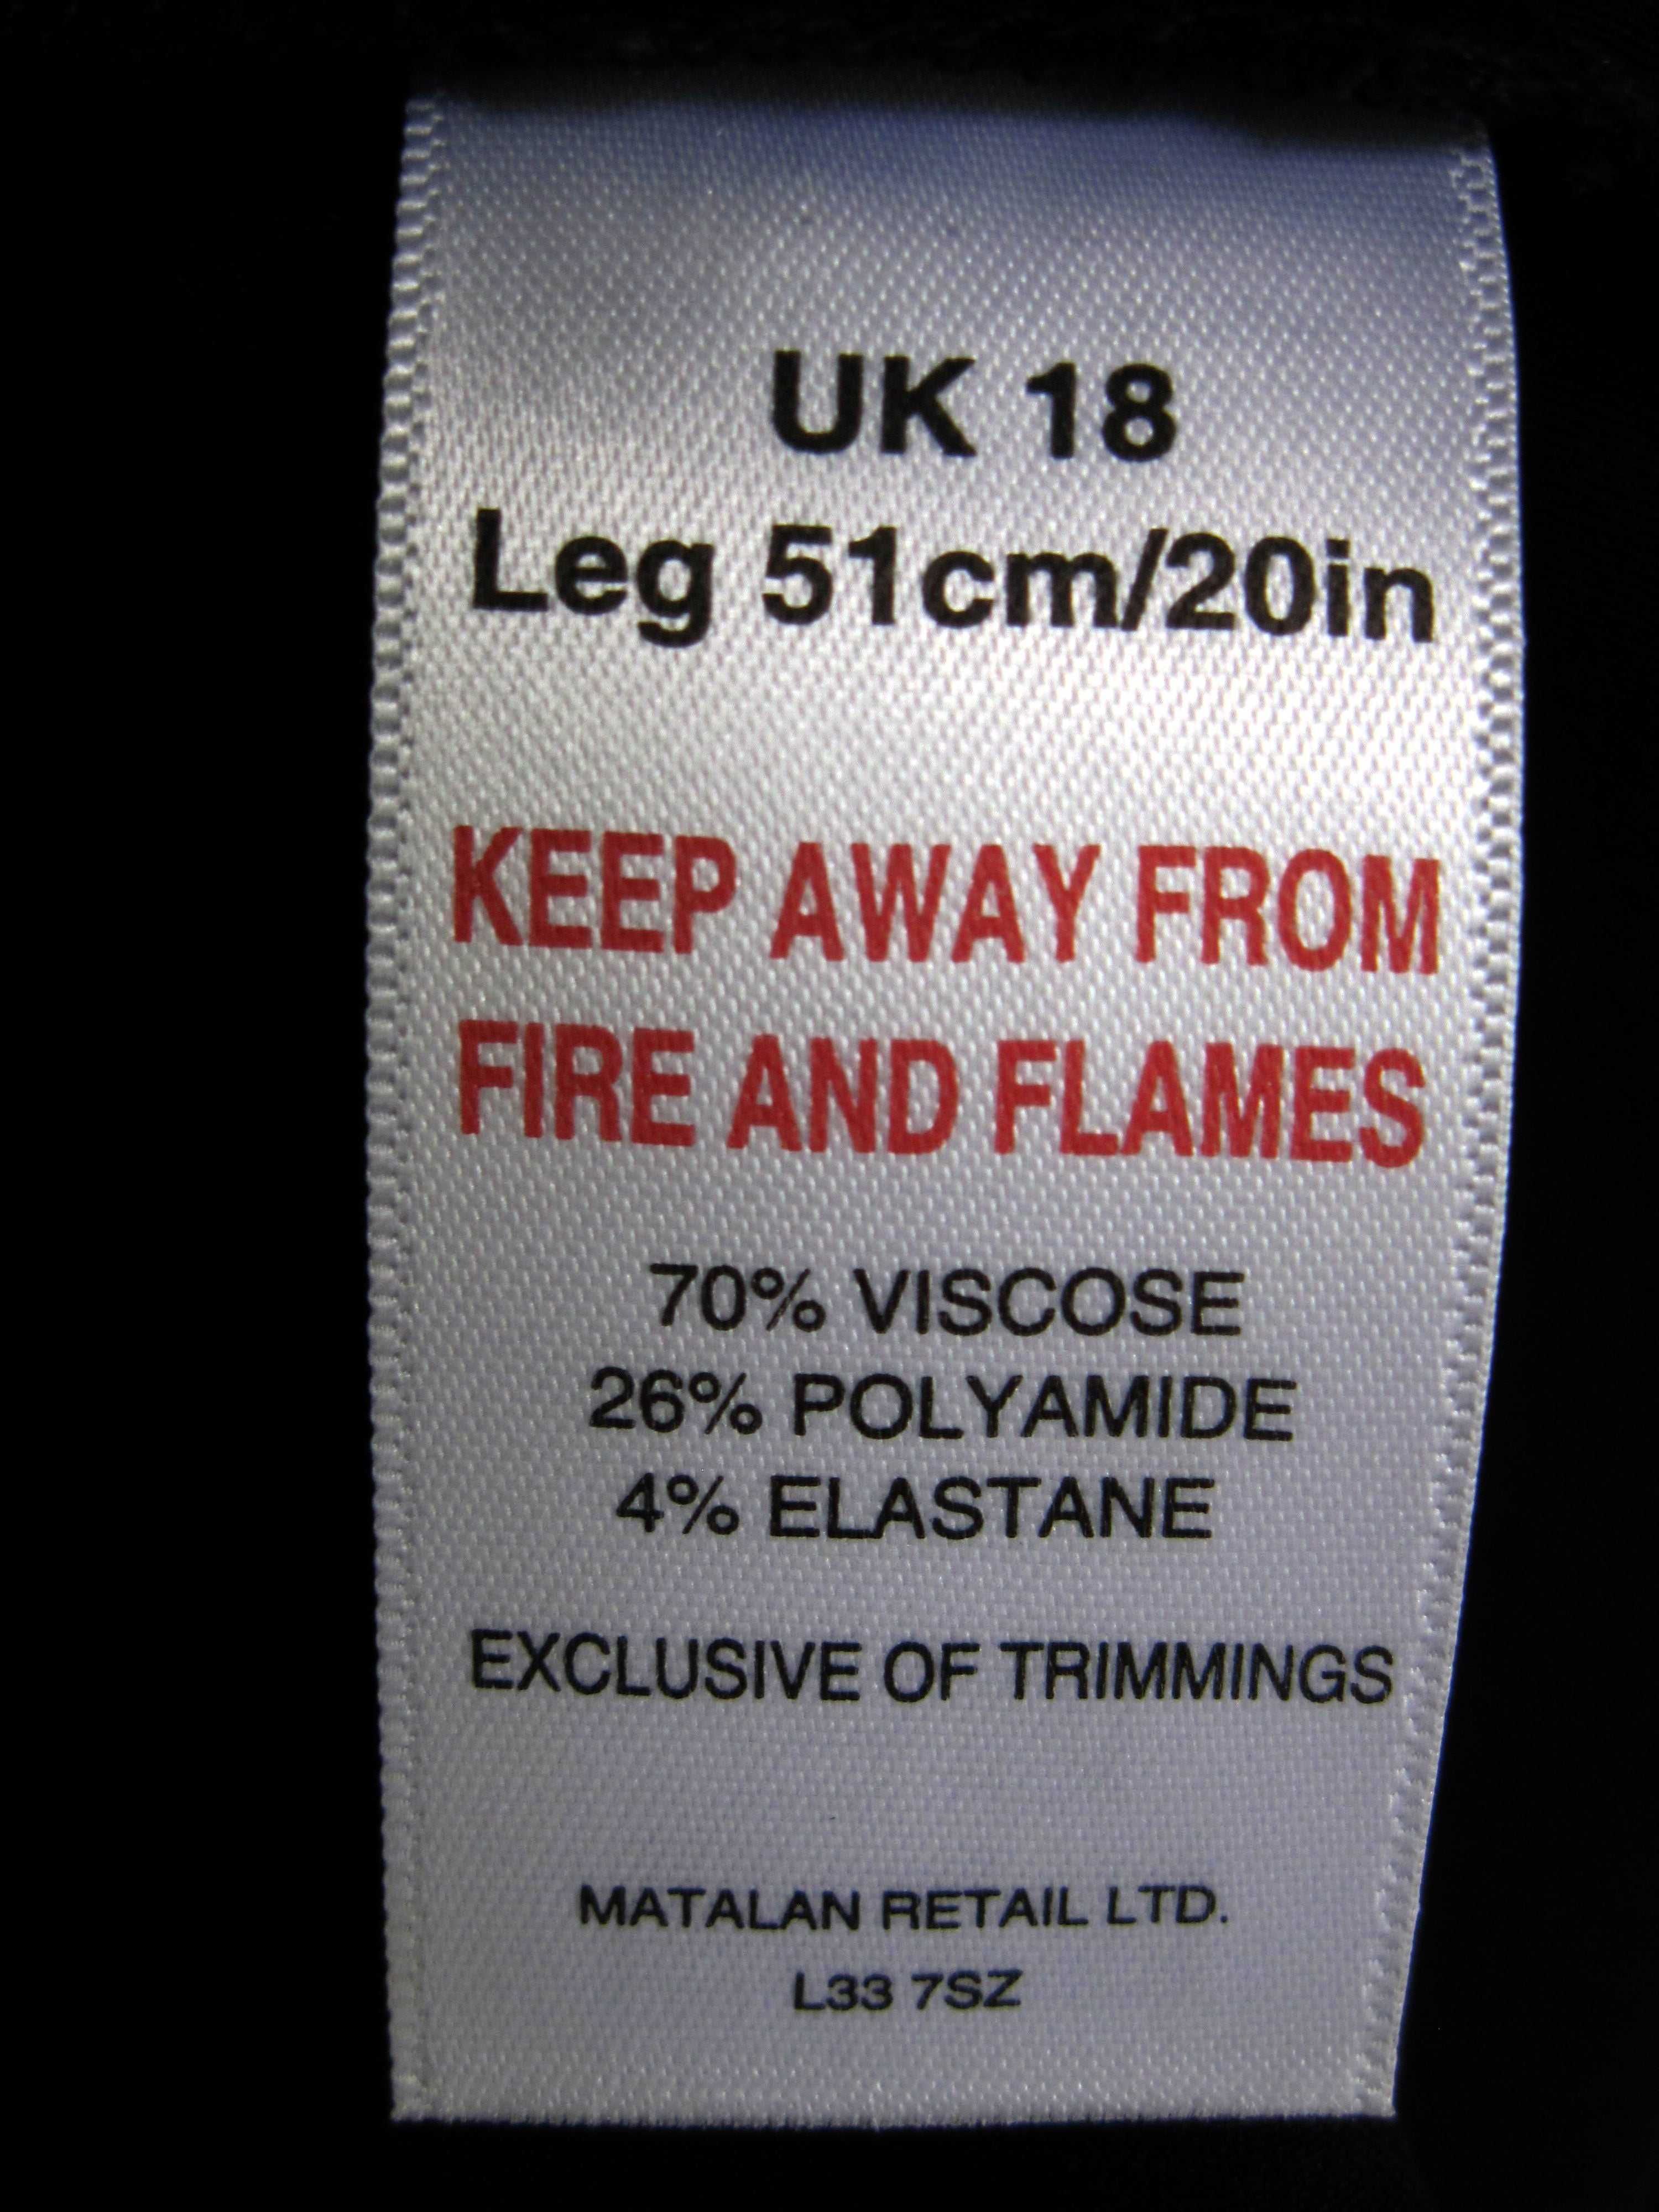 UK 18
Leg 51cm/20in
KEEP AWAY FROM
FIRE AND FLAMES
70% VISCOSE
26% POLYAMIDE
4% ELASTANE
EXCLUSIVE OF TRIMMINGS
MATALAN RETAIL LTD.
L33 7SZ